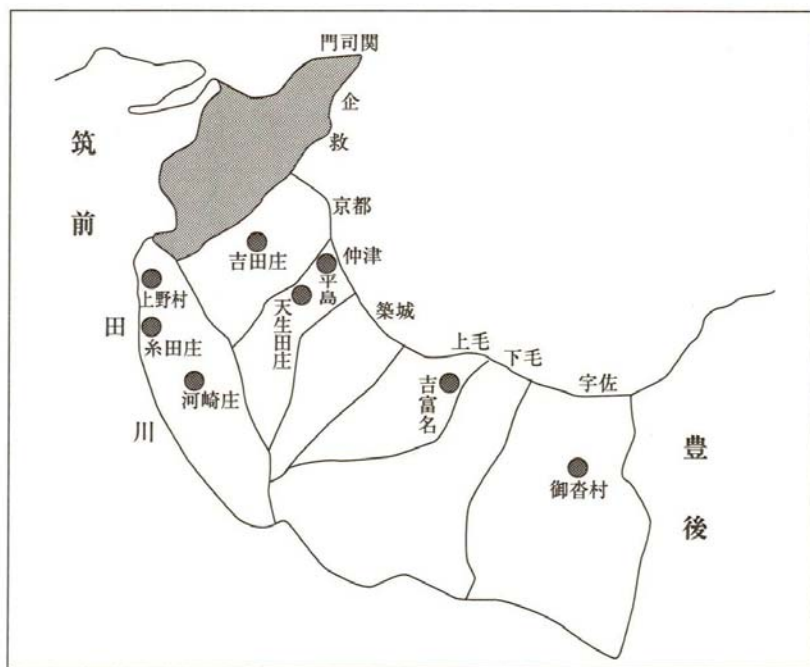 門司関
企救
筑前
京都
吉田庄
仲津
平島
上野村
天生田庄
築城
田川
糸田庄
上毛
下毛
河崎庄
宇佐
吉富名
豊後
御沓村